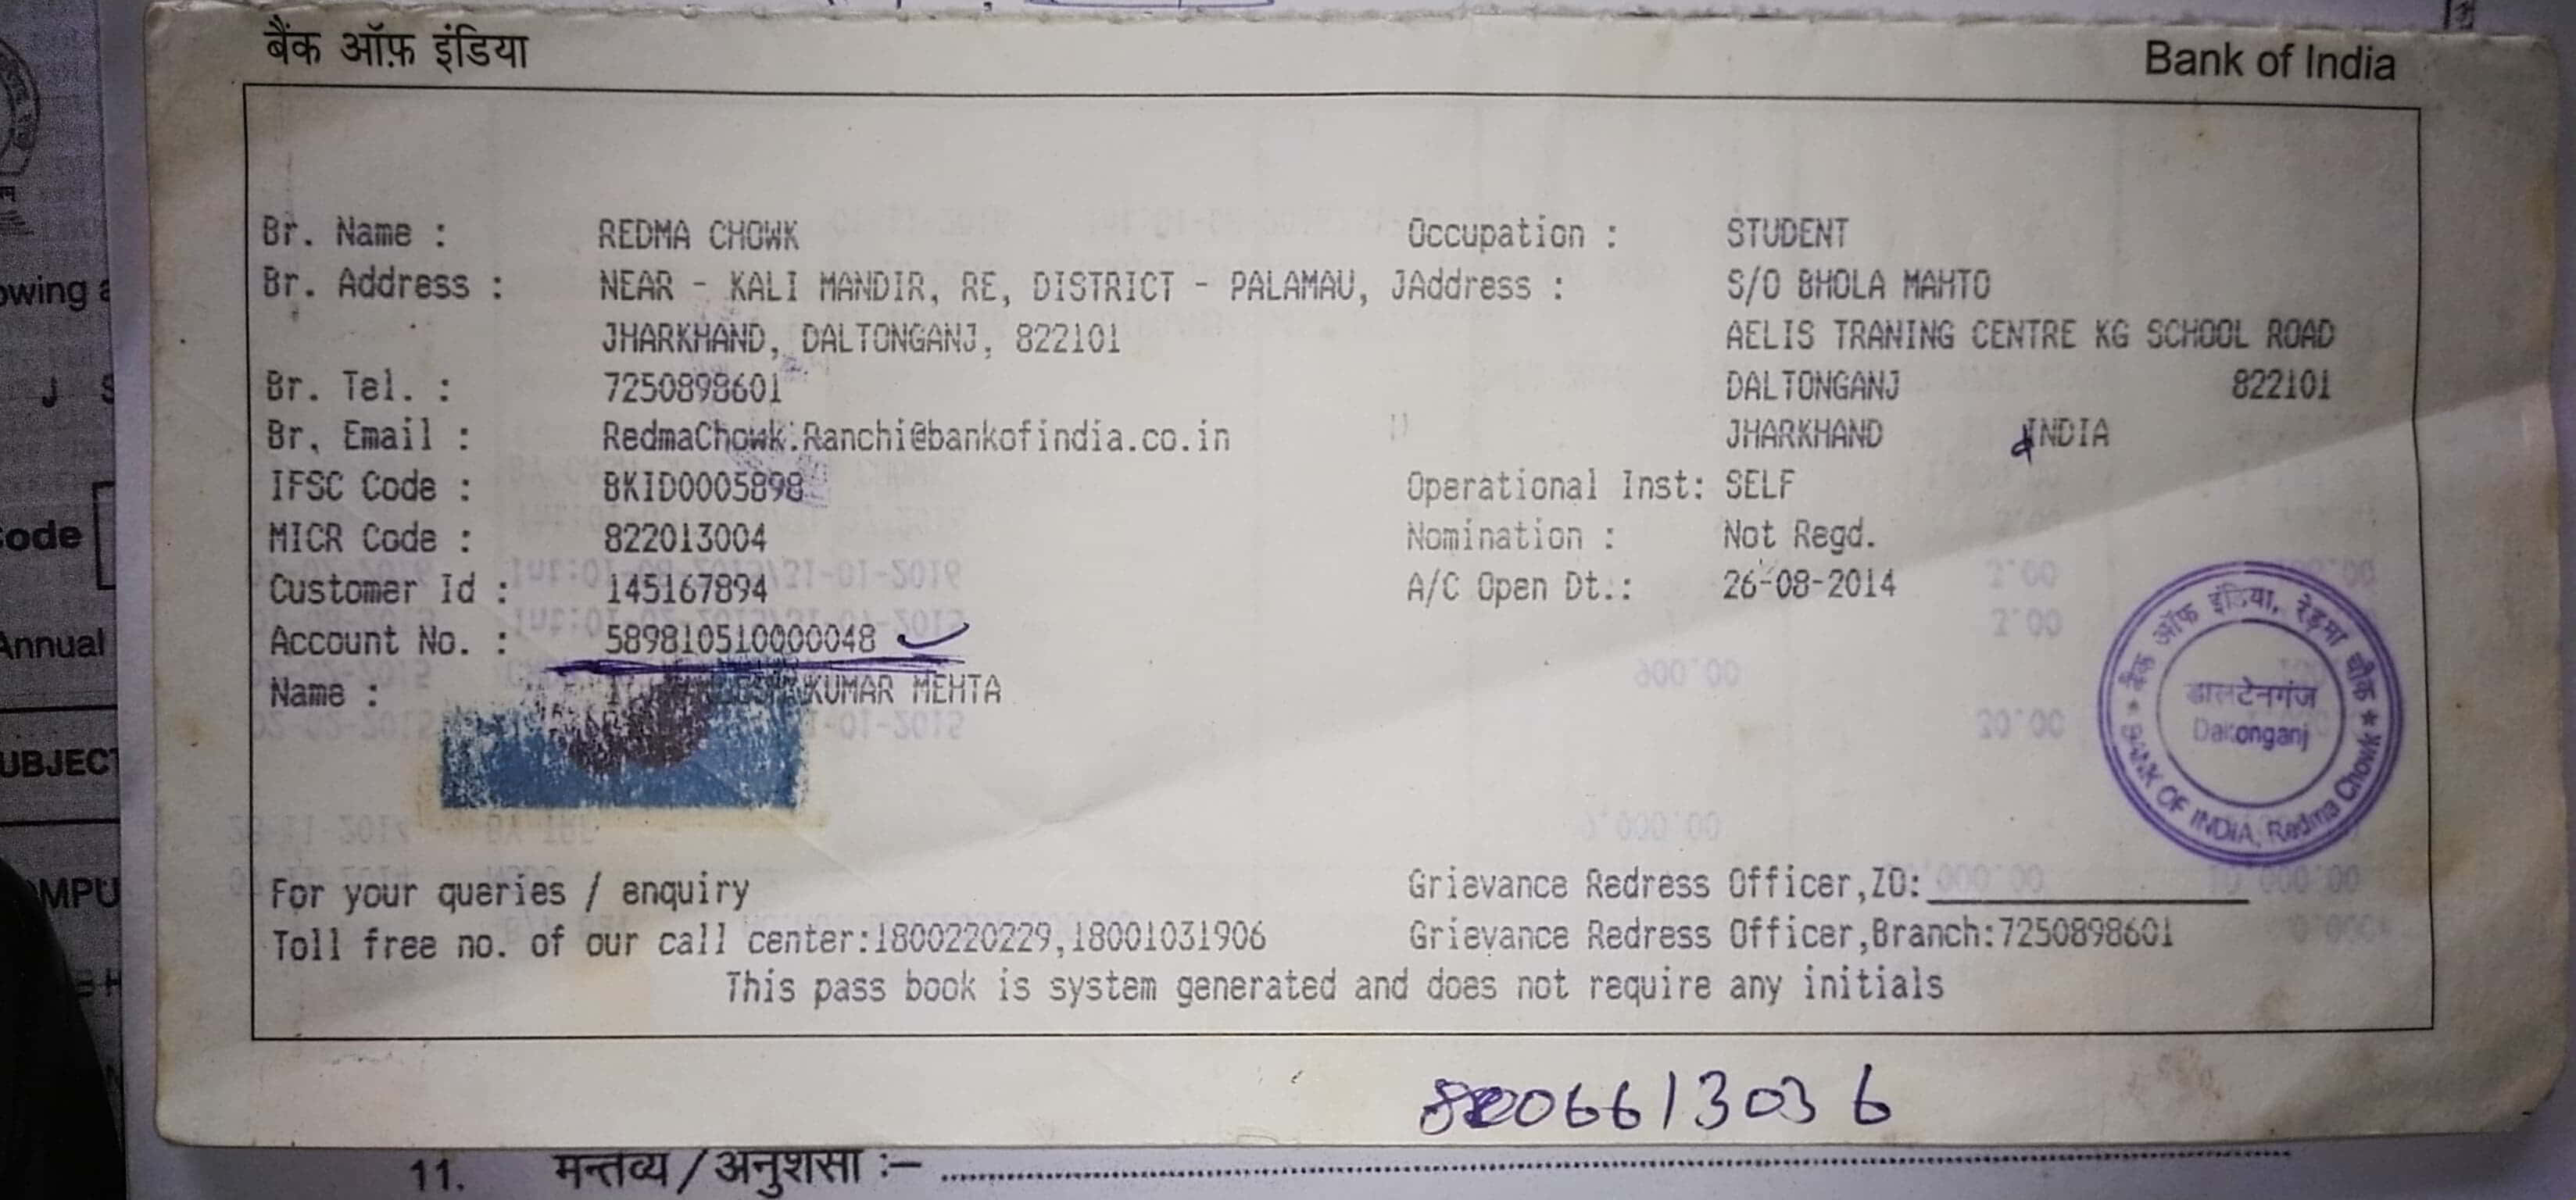 बैंक ऑफ़ इंडिया
Bank of India
Br. Name : REDMA CHOWK
Occupation : STUDENT
Br. Address : NEAR - KALI MANDIR, RE, DISTRICT - PALAMAU, J
Address : S/O BHOLA MAHTO
JHARKHAND, DALTONGANJ, 822101
AELIS TRANING CENTRE KG SCHOOL ROAD
Br. Tel. : 7250898601
DALTONGANJ 822101
Br. Email : RedmaChowk.Ranchi@bankofindia.co.in
JHARKHAND INDIA
IFSC Code : BKID0005898
Operational Inst: SELF
MICR Code : 822013004
Nomination : Not Regd.
Customer Id : 145167894
A/C Open Dt.: 26-08-2014
Account No. : 589810510000048
Name : KUMAR MEHTA
बैंक ऑफ इंडिया, रेड़मा चौक
डालटेनगंज
Daltonganj
BANK OF INDIA, Redma Chowk
For your queries / enquiry
Grievance Redress Officer,ZO:
Toll free no. of our call center:1800220229,18001031906
Grievance Redress Officer,Branch:7250898601
This pass book is system generated and does not require any initials
11. मन्तव्य / अनुशसा :–
owing
J S
Code
Annual
UBJECT
OMPU